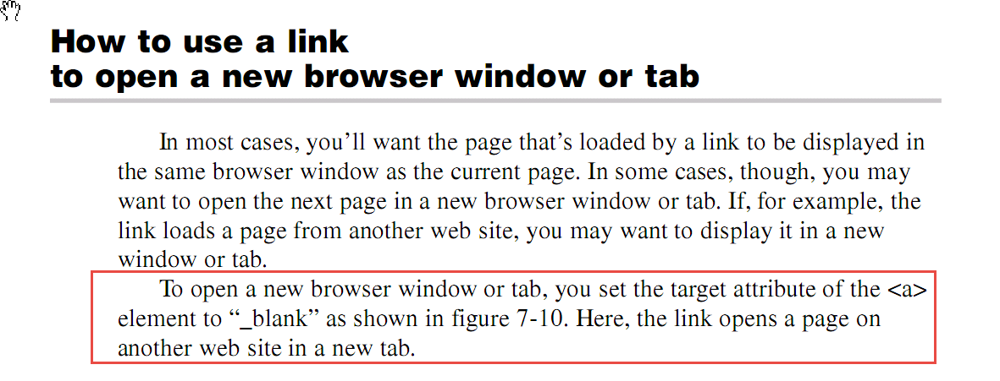 How to use a link
to open a new browser window or tab
In most cases, you’ll want the page that’s loaded by a link to be displayed in
the same browser window as the current page. In some cases, though, you may
want to open the next page in a new browser window or tab. If, for example, the
link loads a page from another web site, you may want to display it in a new
window or tab.
To open a new browser window or tab, you set the target attribute of the <a>
element to “_blank” as shown in figure 7-10. Here, the link opens a page on
another web site in a new tab.